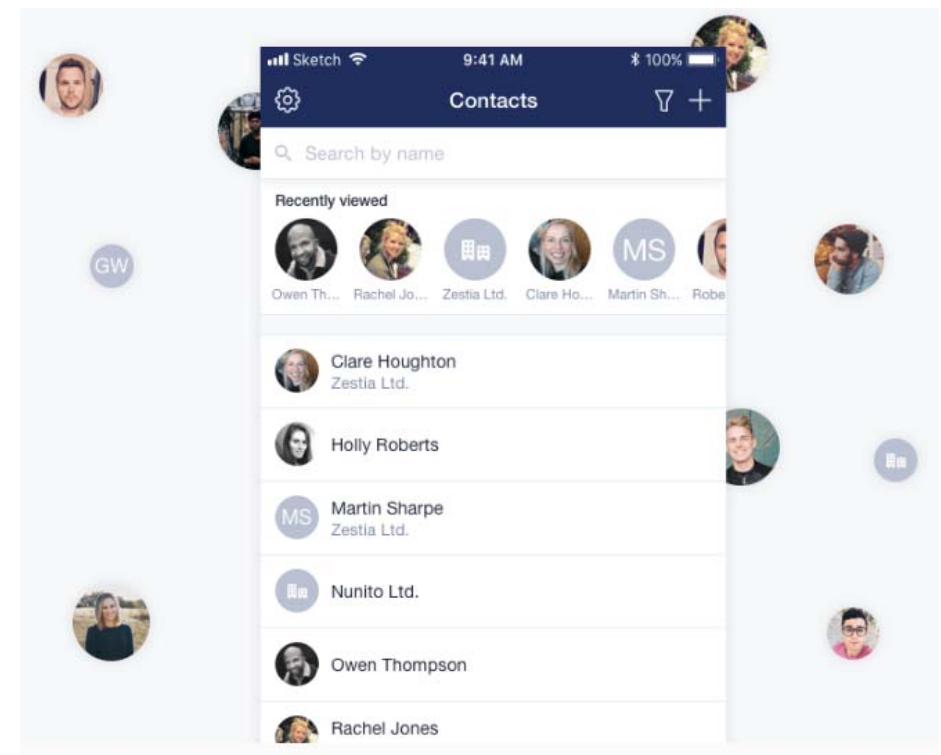 Sketch 9:41 AM 100%
Contacts
Search by name
Recently viewed
MS
Owen Th... Rachel Jo... Zestia Ltd. Clare Ho... Martin Sh... Robe
GW
Clare Houghton
Zestia Ltd.
Holly Roberts
MS
Martin Sharpe
Zestia Ltd.
Nunito Ltd.
Owen Thompson
Rachel Jones